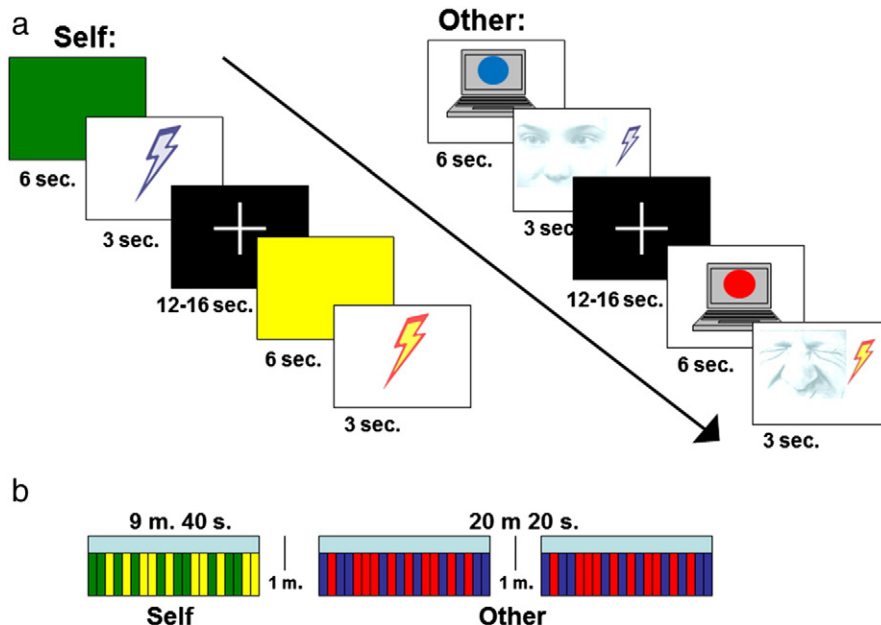 a
Self:
6 sec.
3 sec.
12-16 sec.
6 sec.
3 sec.
Other:
6 sec.
3 sec.
12-16 sec.
6 sec.
3 sec.
b
9 m. 40 s.
20 m 20 s.
1 m.
1 m.
Self
Other